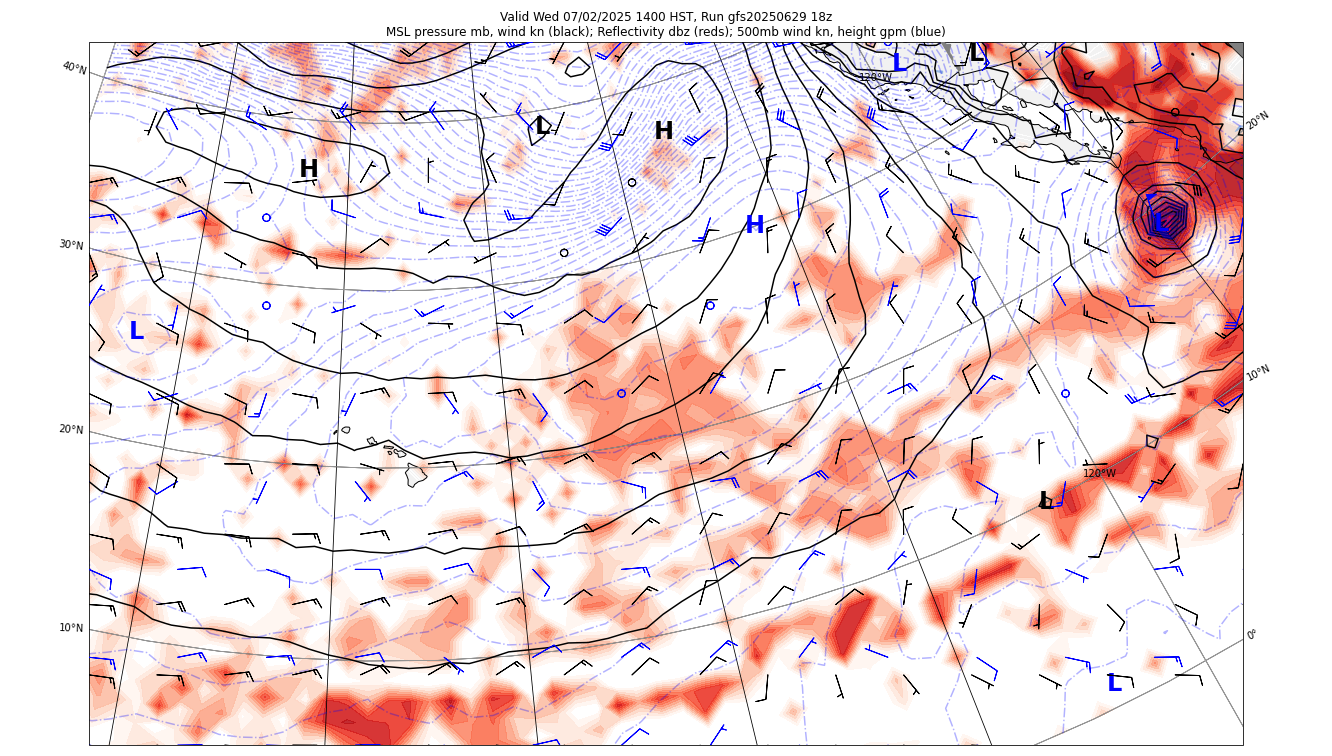 Valid Wed 07/02/2025 1400 HST, Run gfs20250629 18z
MSL pressure mb, wind kn (black); Reflectivity dbz (reds); 500mb wind kn, height gpm (blue)
L
L
40°N
120°W
20°N
L
H
H
H
L
30°N
L
10°N
20°N
120°W
L
10°N
0°
L